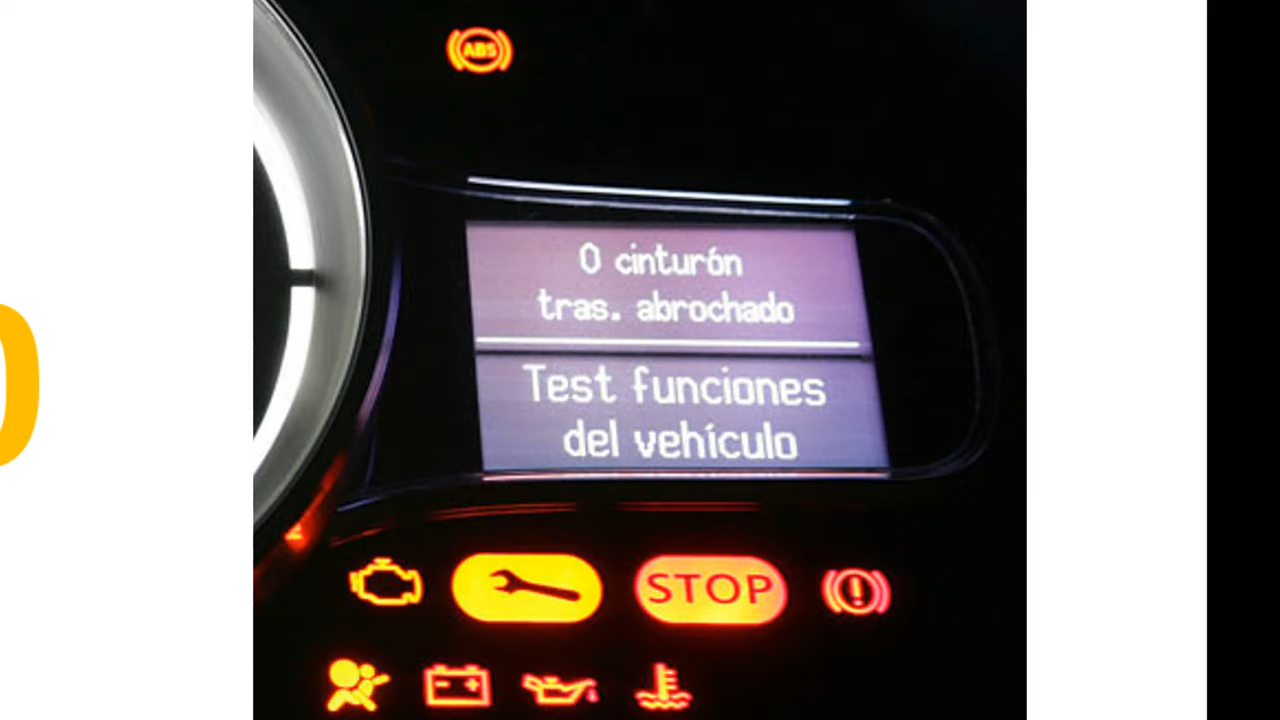 ABS
0 cinturón
tras. abrochado
Test funciones
del vehículo
STOP